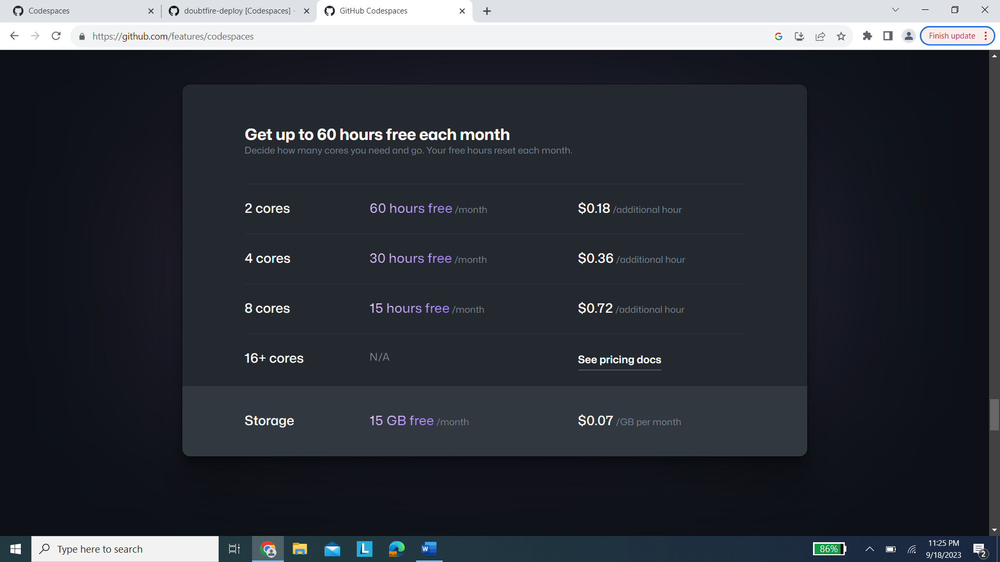 Codespaces
doubtfire-deploy [Codespaces] -
GitHub Codespaces
https://github.com/features/codespaces
Finish update
Get up to 60 hours free each month
Decide how many cores you need and go. Your free hours reset each month.
2 cores 60 hours free /month $0.18 /additional hour
4 cores 30 hours free /month $0.36 /additional hour
8 cores 15 hours free /month $0.72 /additional hour
16+ cores N/A See pricing docs
Storage 15 GB free /month $0.07 /GB per month
Type here to search
L
W
86%
11:25 PM
9/18/2023
2